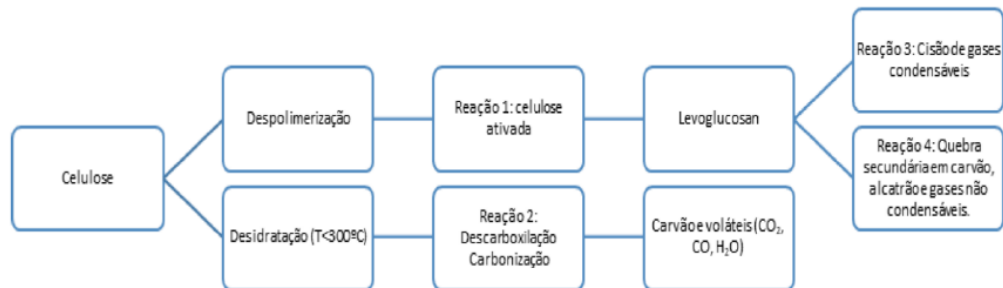 Celulose
Despolimerização
Reação 1: celulose
ativada
Levoglucosan
Reação 3: Cisão de gases
condensáveis
Reação 4: Quebra
secundária em carvão,
alcatrão e gases não
condensáveis.
Desidratação (T<300ºC)
Reação 2:
Descarboxilação
Carbonização
Carvão e voláteis (CO₂,
CO, H₂O)